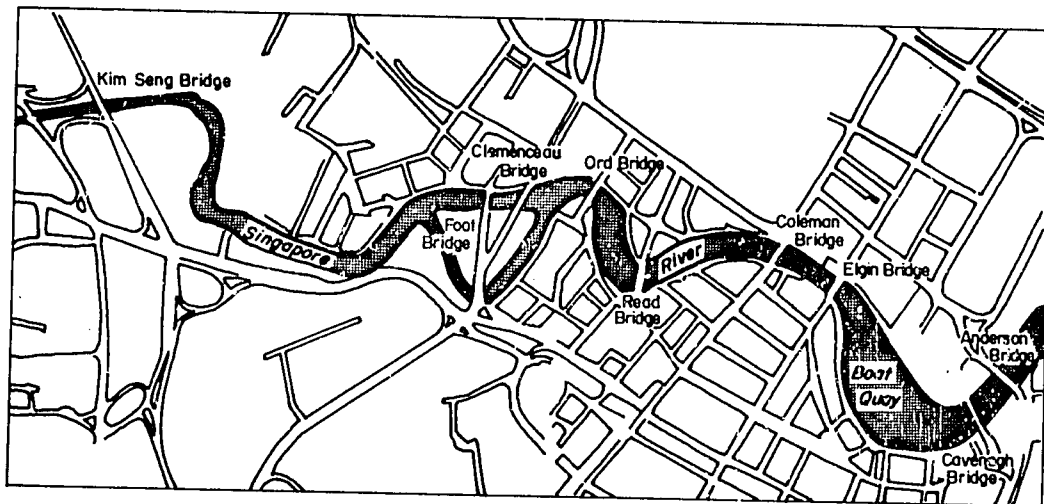 Kim Seng Bridge
Clemenceau
Bridge
Ord Bridge
Foot
Bridge
Singapore
River
Coleman
Bridge
Elgin Bridge
Read
Bridge
Anderson
Bridge
Boat
Quay
Cavenagh
Bridge